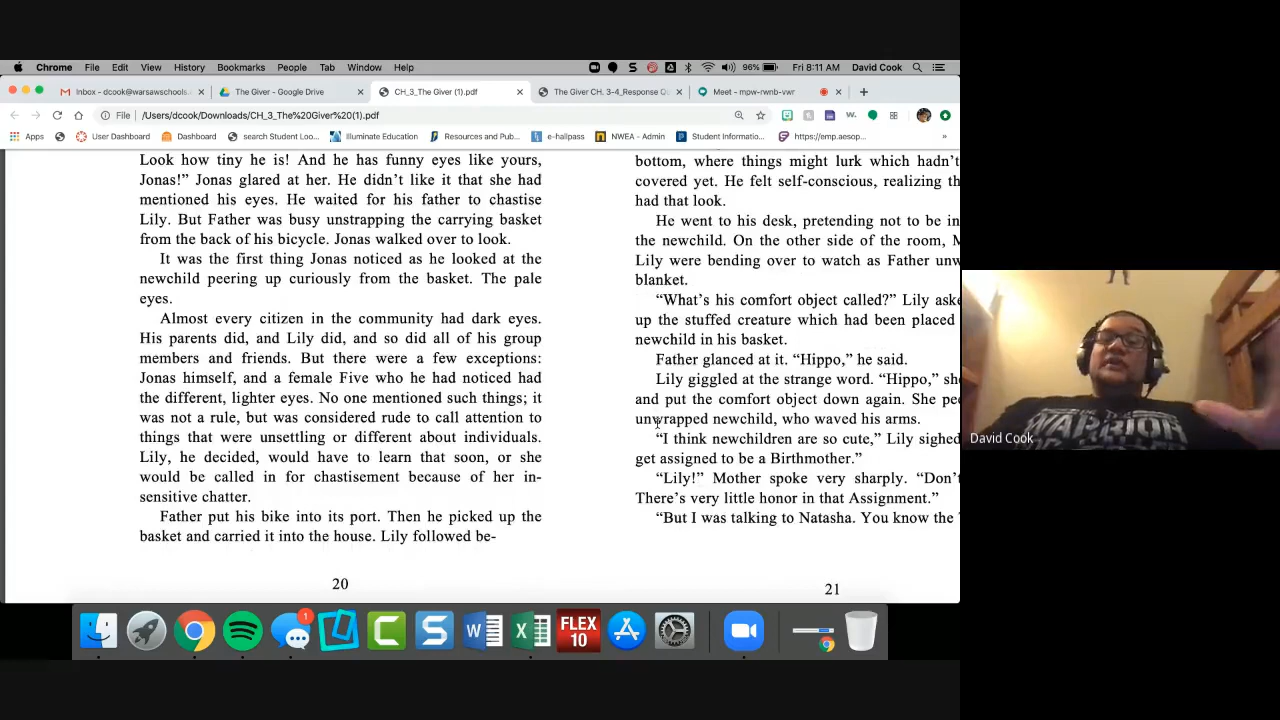 Chrome File Edit View History Bookmarks People Tab Window Help 96% Fri 8:11 AM David Cook
Inbox - dcook@warsawschools. The Giver - Google Drive CH_3_The Giver (1).pdf The Giver CH. 3-4_Response Qu Meet - mpw-rwnb-vwr
File /Users/dcook/Downloads/CH_3_The%20Giver%20(1).pdf
Apps User Dashboard Dashboard search Student Loo... Illuminate Education Resources and Pub... e-hallpass NWEA - Admin Student Informatio... https://emp.aesop...
Look how tiny he is! And he has funny eyes like yours,
Jonas!” Jonas glared at her. He didn’t like it that she had
mentioned his eyes. He waited for his father to chastise
Lily. But Father was busy unstrapping the carrying basket
from the back of his bicycle. Jonas walked over to look.
It was the first thing Jonas noticed as he looked at the
newchild peering up curiously from the basket. The pale
eyes.
Almost every citizen in the community had dark eyes.
His parents did, and Lily did, and so did all of his group
members and friends. But there were a few exceptions:
Jonas himself, and a female Five who he had noticed had
the different, lighter eyes. No one mentioned such things; it
was not a rule, but was considered rude to call attention to
things that were unsettling or different about individuals.
Lily, he decided, would have to learn that soon, or she
would be called in for chastisement because of her in-
sensitive chatter.
Father put his bike into its port. Then he picked up the
basket and carried it into the house. Lily followed be-
20
bottom, where things might lurk which hadn’t
covered yet. He felt self-conscious, realizing th
had that look.
He went to his desk, pretending not to be in
the newchild. On the other side of the room, M
Lily were bending over to watch as Father unw
blanket.
“What’s his comfort object called?” Lily aske
up the stuffed creature which had been placed
newchild in his basket.
Father glanced at it. “Hippo,” he said.
Lily giggled at the strange word. “Hippo,” she
and put the comfort object down again. She pee
unwrapped newchild, who waved his arms.
“I think newchildren are so cute,” Lily sighed
get assigned to be a Birthmother.”
“Lily!” Mother spoke very sharply. “Don’t
There’s very little honor in that Assignment.”
“But I was talking to Natasha. You know the
21
THE
WARRIOR
David Cook
1
FLEX
10